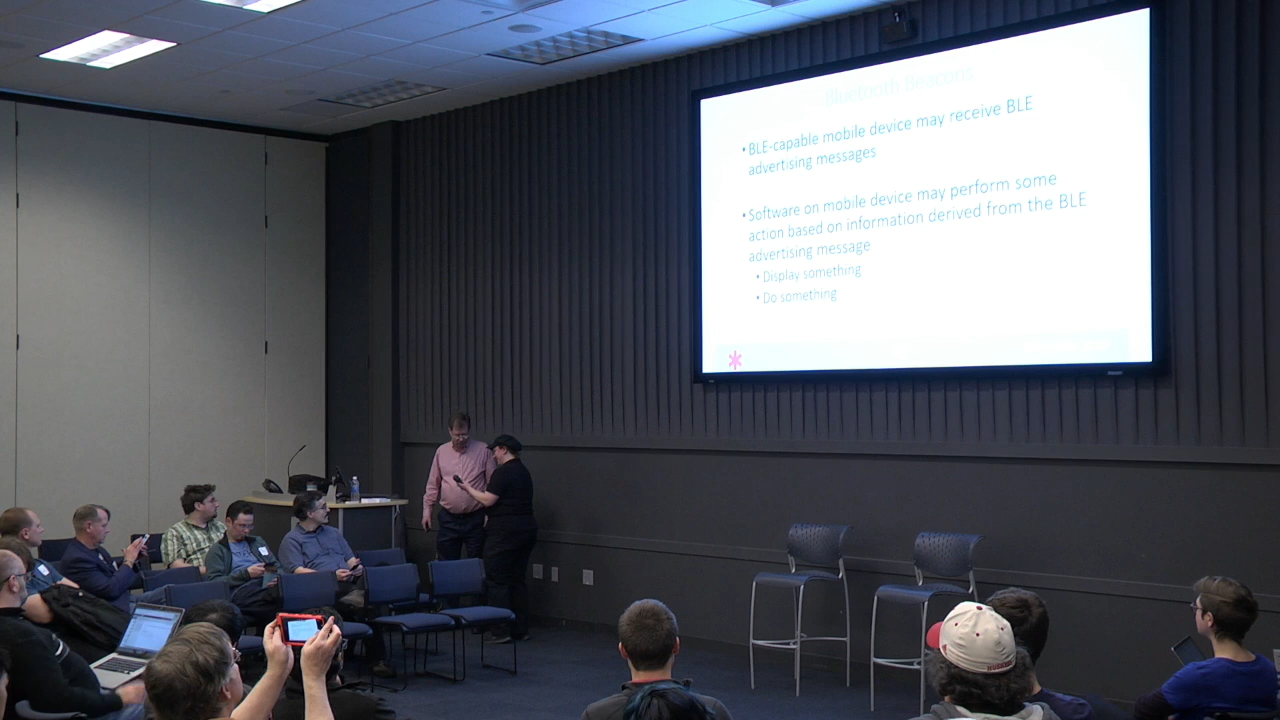 Bluetooth Beacons
• BLE-capable mobile device may receive BLE
advertising messages
• Software on mobile device may perform some
action based on information derived from the BLE
advertising message
• Display something
• Do something